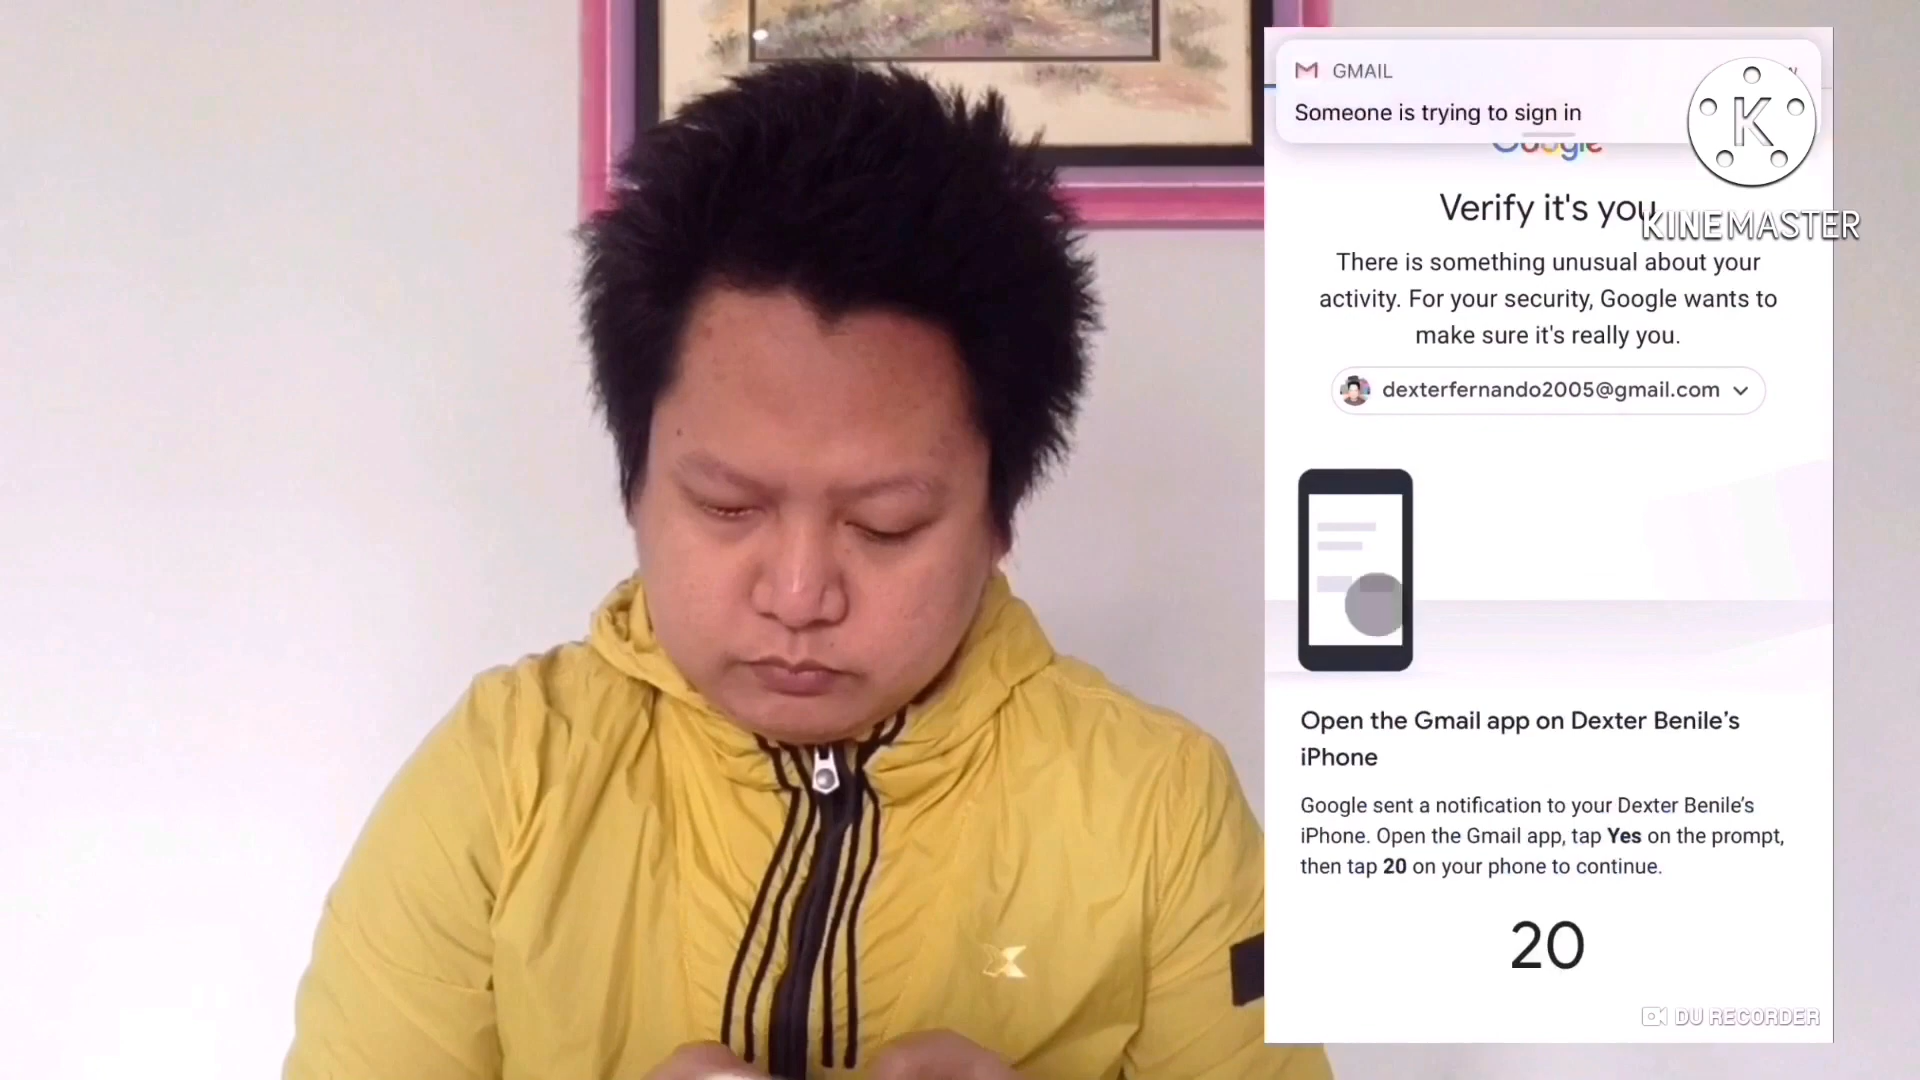 GMAIL
Someone is trying to sign in
Google
Verify it's you
KINEMASTER
There is something unusual about your
activity. For your security, Google wants to
make sure it's really you.
dexterfernando2005@gmail.com
Open the Gmail app on Dexter Benile’s
iPhone
Google sent a notification to your Dexter Benile’s
iPhone. Open the Gmail app, tap Yes on the prompt,
then tap 20 on your phone to continue.
20
DU RECORDER